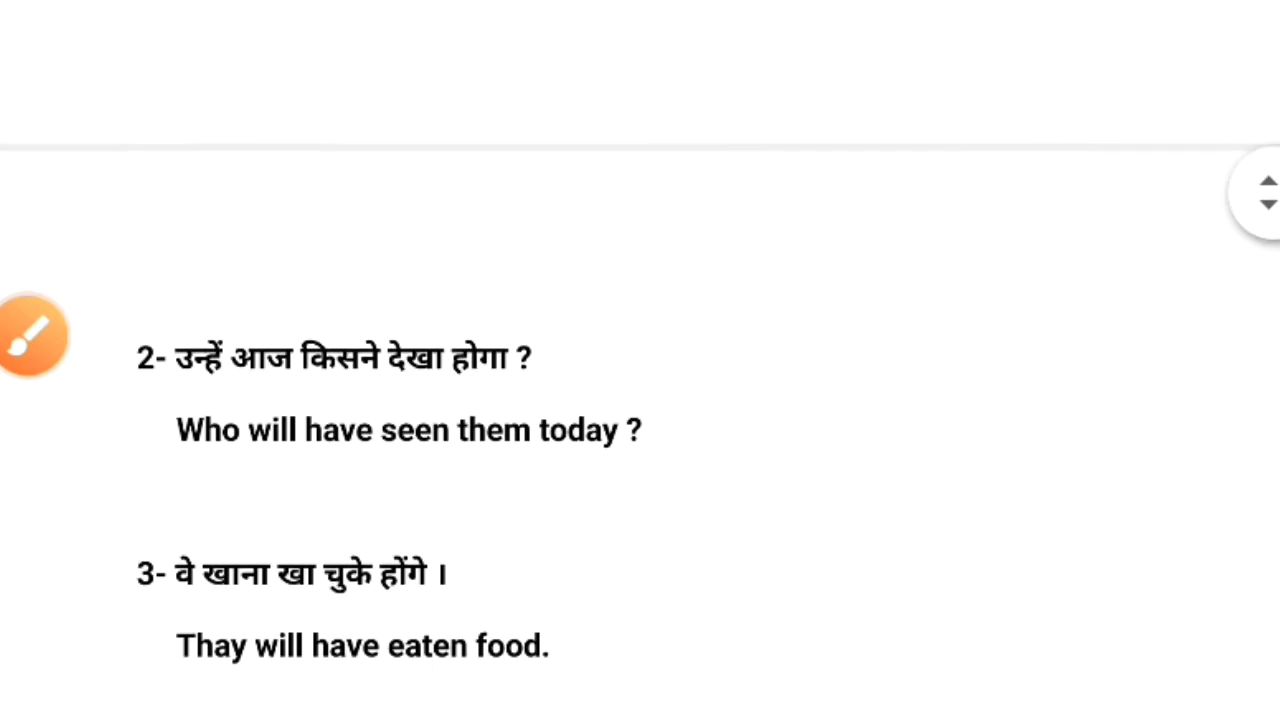 2- उन्हें आज किसने देखा होगा ?
Who will have seen them today ?
3- वे खाना खा चुके होंगे ।
Thay will have eaten food.